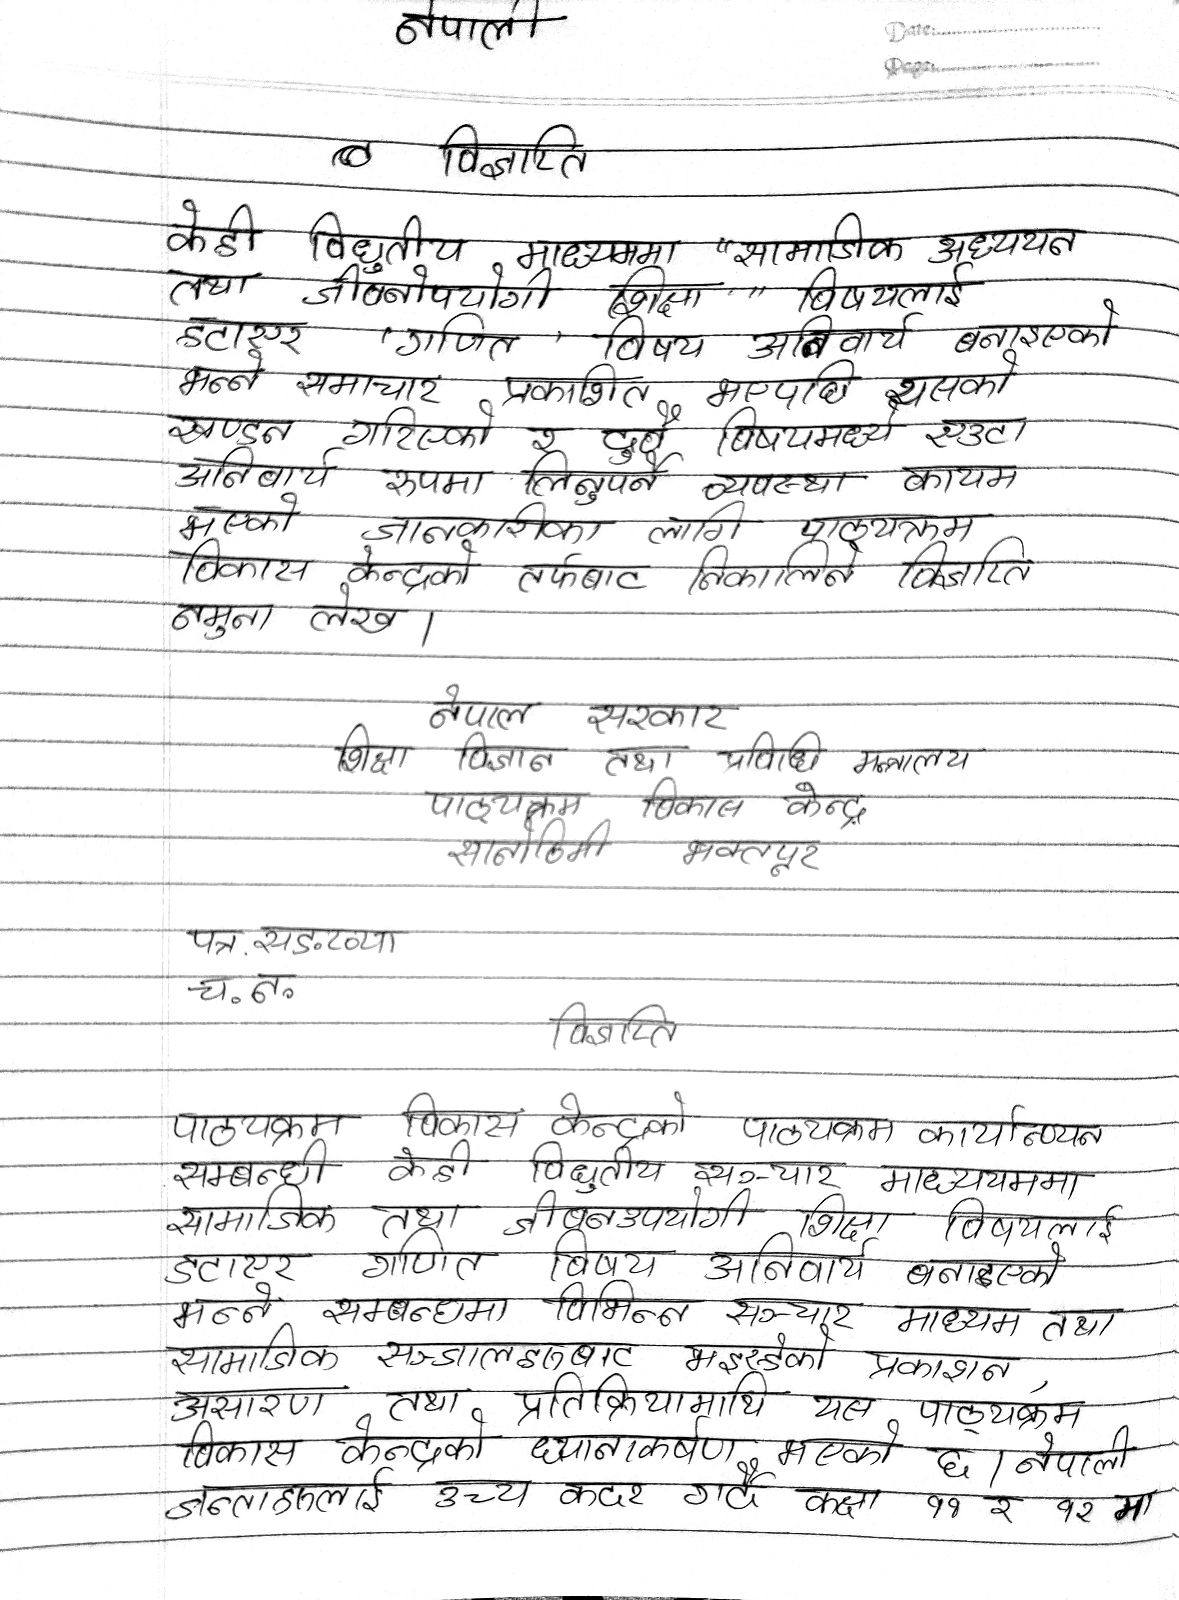 नेपाली
Date:
Page:
विज्ञप्ति
केही विधुतीय माध्यममा "सामाजिक अध्ययन
तथा जीवनोपयोगी शिक्षा" विषयलाई
हटाएर 'गणित' विषय अनिवार्य बनाइएको
भन्ने समाचार प्रकाशित भएपछि यसको
खण्डन गरिएको र दुवै विषयमध्ये एउटा
अनिवार्य रुपमा लिनुपर्ने व्यवस्था कायम
भएको जानकारीका लागि पाठ्यक्रम
विकास केन्द्रको तर्फबाट निकालिने विज्ञप्ति
नमुना लेख ।
नेपाल सरकार
शिक्षा विज्ञान तथा प्रविधि मन्त्रालय
पाठ्यक्रम विकास केन्द्र
सानोठिमी भक्तपूर
पत्र.सङ.ख्या
च.न.
विज्ञप्ति
पाठ्यक्रम विकास केन्द्रको पाठ्यक्रम कार्यान्वयन
सम्बन्धी केही विधुतीय सञ्चार माध्ययममा
सामाजिक तथा जीवनउपयोगी शिक्षा विषयलाई
हटाएर गणित विषय अनिवार्य बनाइएको
भन्ने सम्बन्धमा विभिन्न सञ्चार माध्यम तथा
सामाजिक सञ्जालहरुबाट भइरहेको प्रकाशन,
असारण तथा प्रतिक्रियामाथि यस पाठ्यक्रम
विकास केन्द्रको ध्यानाकर्षण भएको छ । नेपाली
जन्ताहरुलाई उच्च कदर गर्दै कक्षा ११ र १२ मा